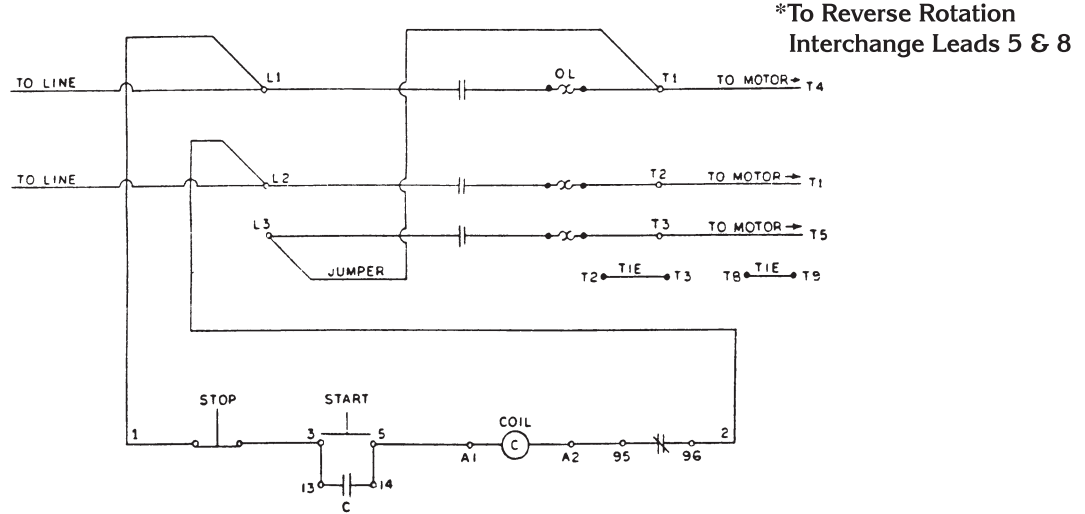 *To Reverse Rotation
Interchange Leads 5 & 8
TO LINE
L1
OL
T1
TO MOTOR→ T4
TO LINE
L2
T2
TO MOTOR→ T1
L3
T3
TO MOTOR→ T5
JUMPER
T2 TIE T3
T8 TIE T9
STOP
START
COIL
1
3
5
C
2
A1
A2
95
96
13
14
C